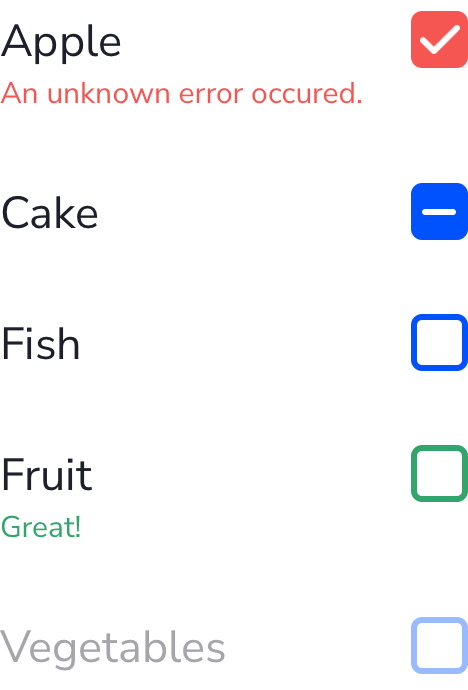 Apple
An unknown error occured.
Cake
Fish
Fruit
Great!
Vegetables